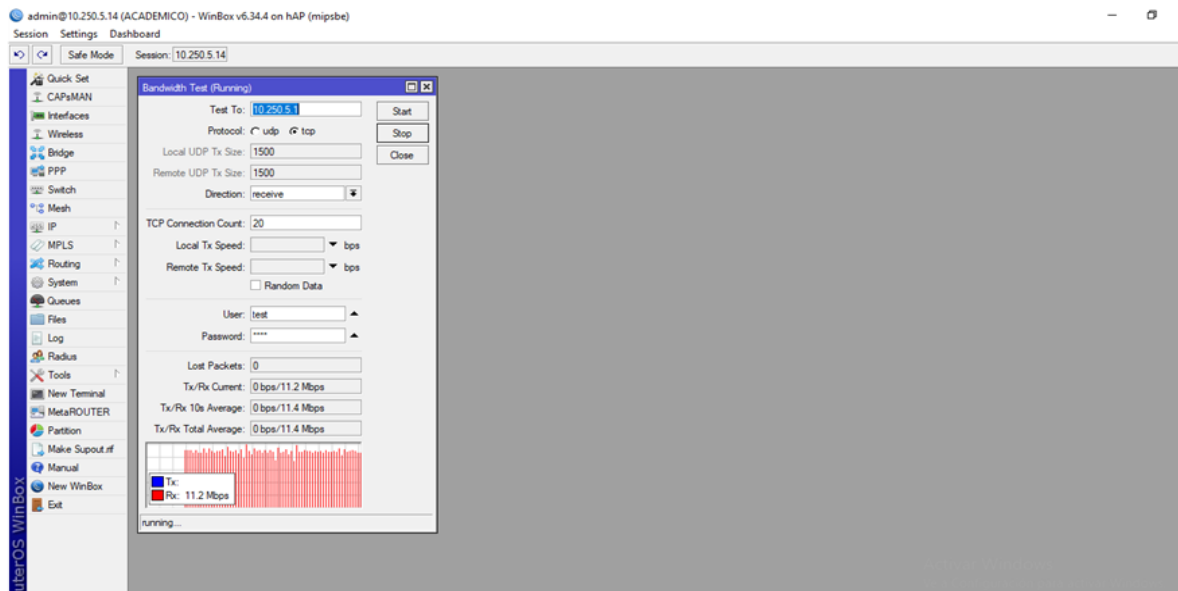 admin@10.250.5.14 (ACADEMICO) - WinBox v6.34.4 on hAP (mipsbe)
Session Settings Dashboard
Safe Mode Session: 10.250.5.14
Quick Set
CAPsMAN
Interfaces
Wireless
Bridge
PPP
Switch
Mesh
IP
MPLS
Routing
System
Queues
Files
Log
Radius
Tools
New Terminal
MetaROUTER
Partition
Make Supout.rif
Manual
New WinBox
Exit
uterOS WinBox
Bandwidth Test (Running)
Test To: 10.250.5.1 Start
Protocol: udp tcp Stop
Local UDP Tx Size: 1500 Close
Remote UDP Tx Size: 1500
Direction: receive
TCP Connection Count: 20
Local Tx Speed: bps
Remote Tx Speed: bps
Random Data
User: test
Password: ****
Lost Packets: 0
Tx/Rx Current: 0 bps/11.2 Mbps
Tx/Rx 10s Average: 0 bps/11.4 Mbps
Tx/Rx Total Average: 0 bps/11.4 Mbps
Tx:
Rx: 11.2 Mbps
running...